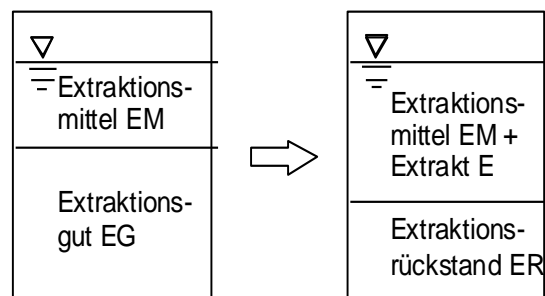 Extraktions-
mittel EM
Extraktions-
gut EG
Extraktions-
mittel EM +
Extrakt E
Extraktions-
rückstand ER